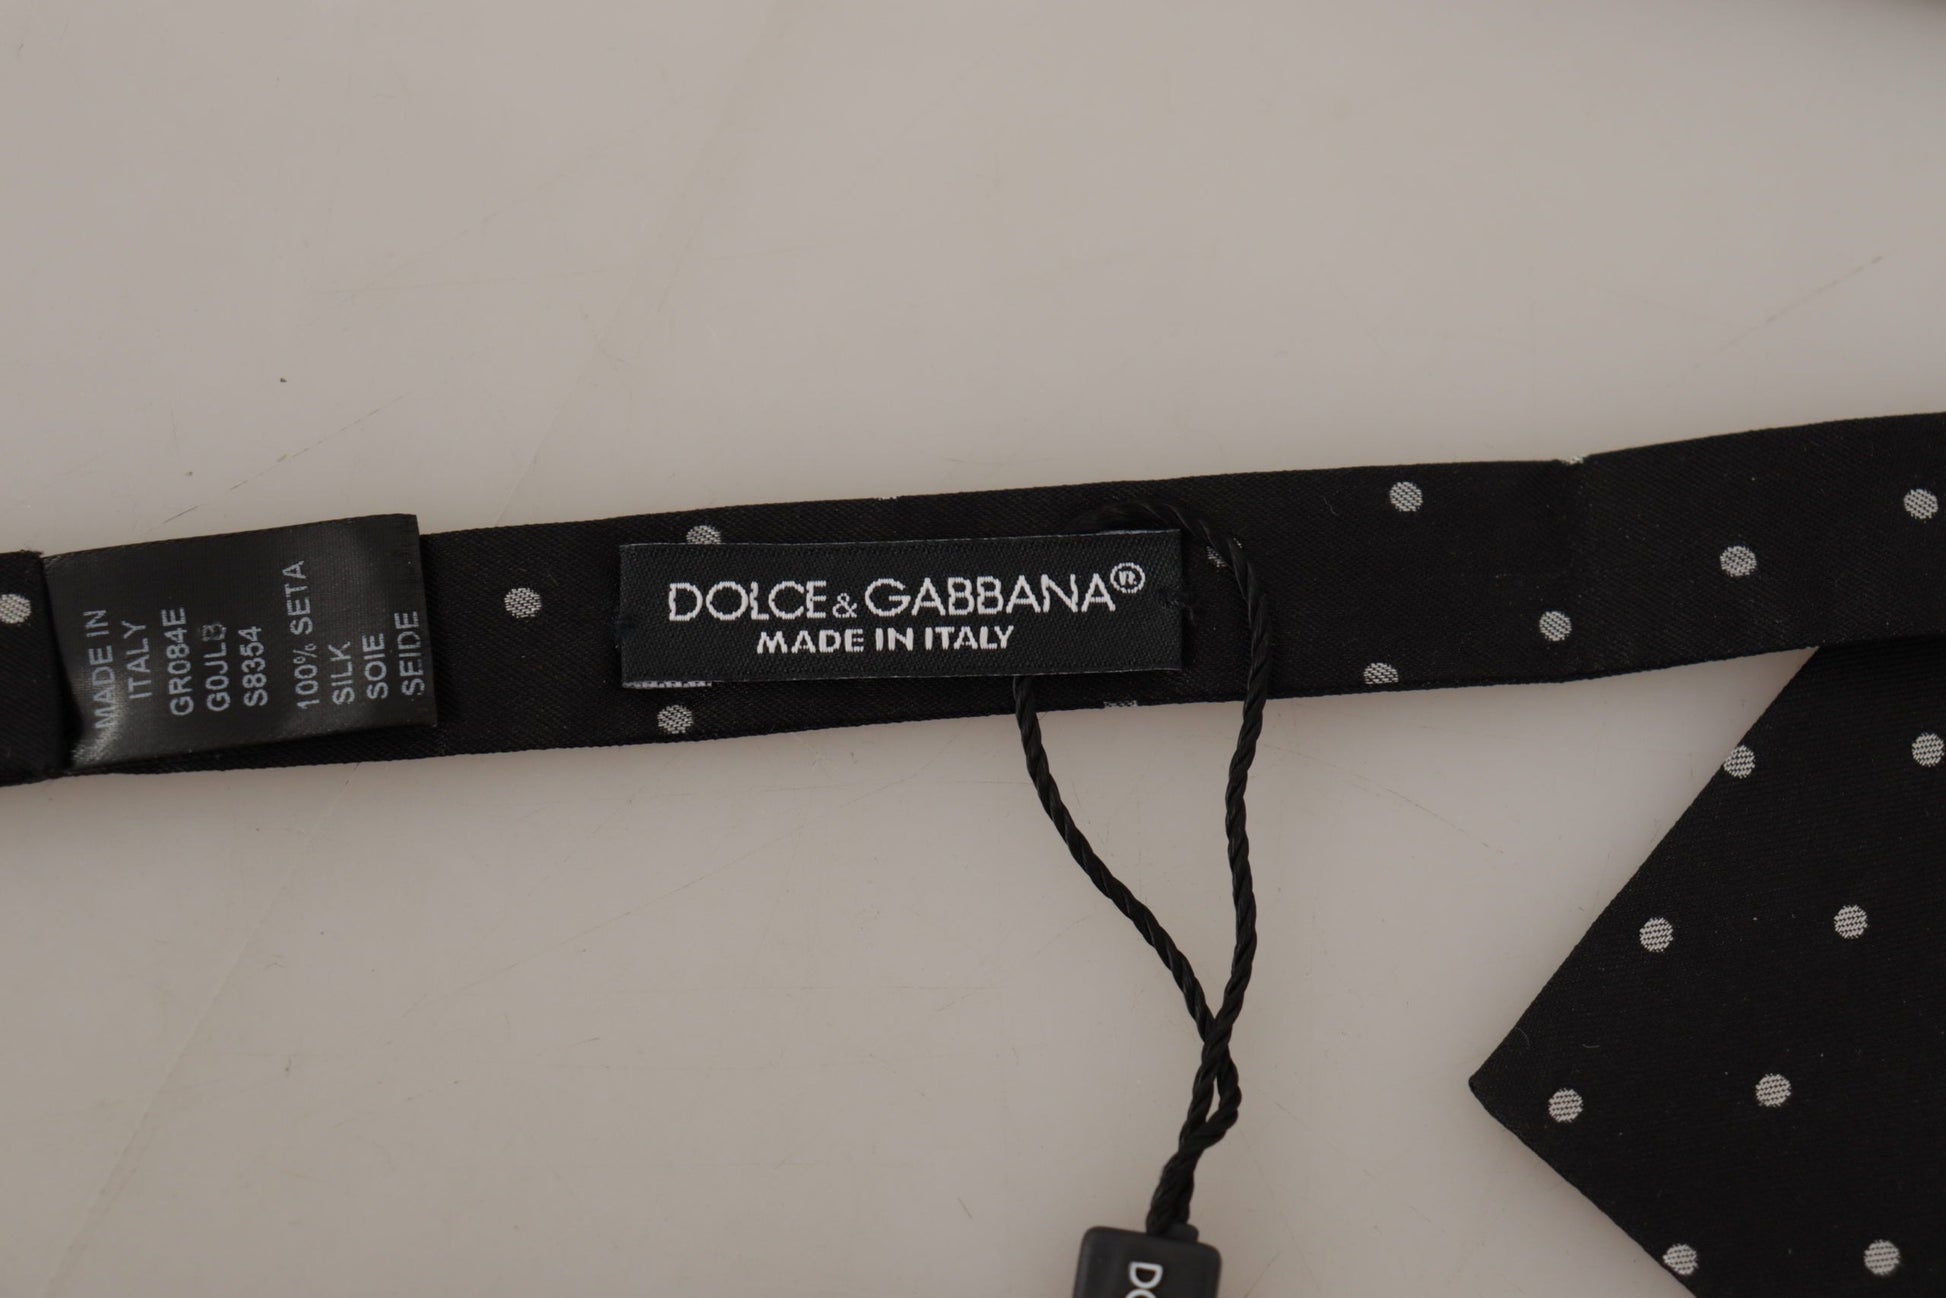 MADE IN
ITALY
GR084E
G0JLB
S8354
100% SETA
SILK
SOIE
SEIDE
DOLCE & GABBANA®
MADE IN ITALY